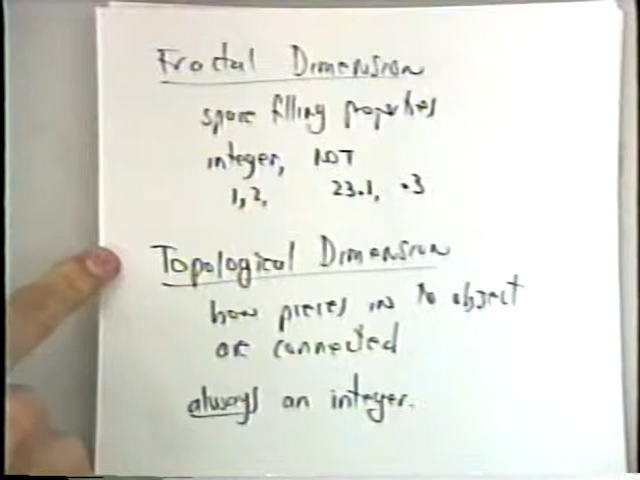 Fractal Dimension
space filling properties
integer, NOT
1, 2, 23.1, .3
Topological Dimension
how pieces in the object
are connected
always an integer.